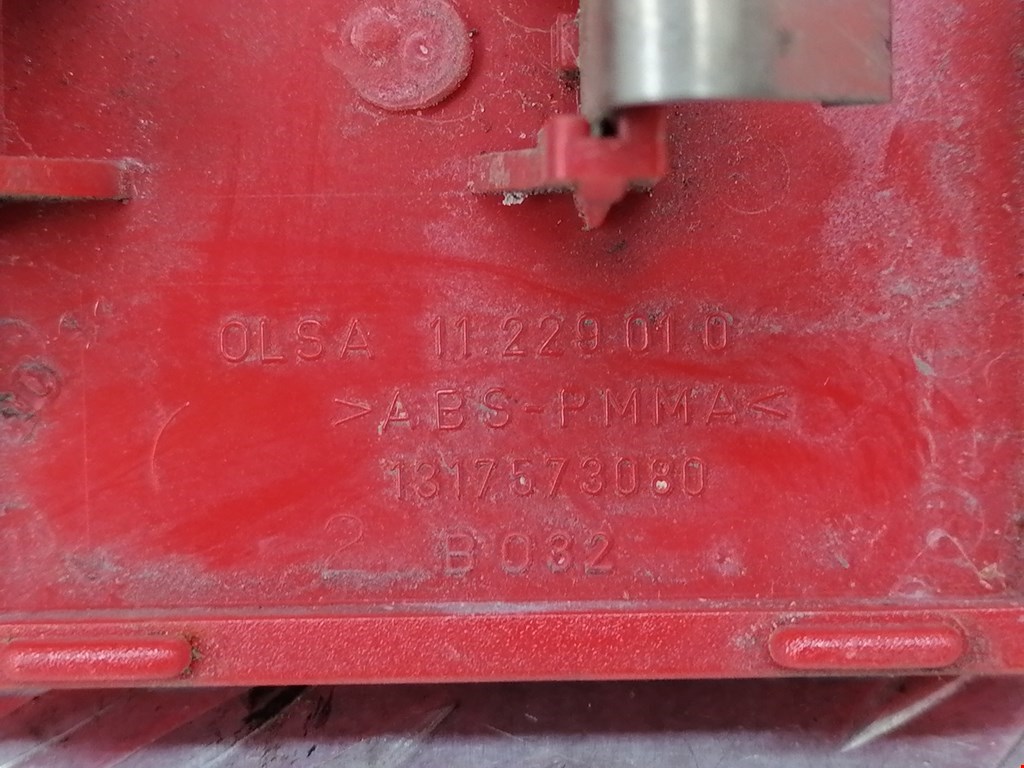 OLSA 11.229.01.0
>ABS-PMMA<
1317573080
2 B032